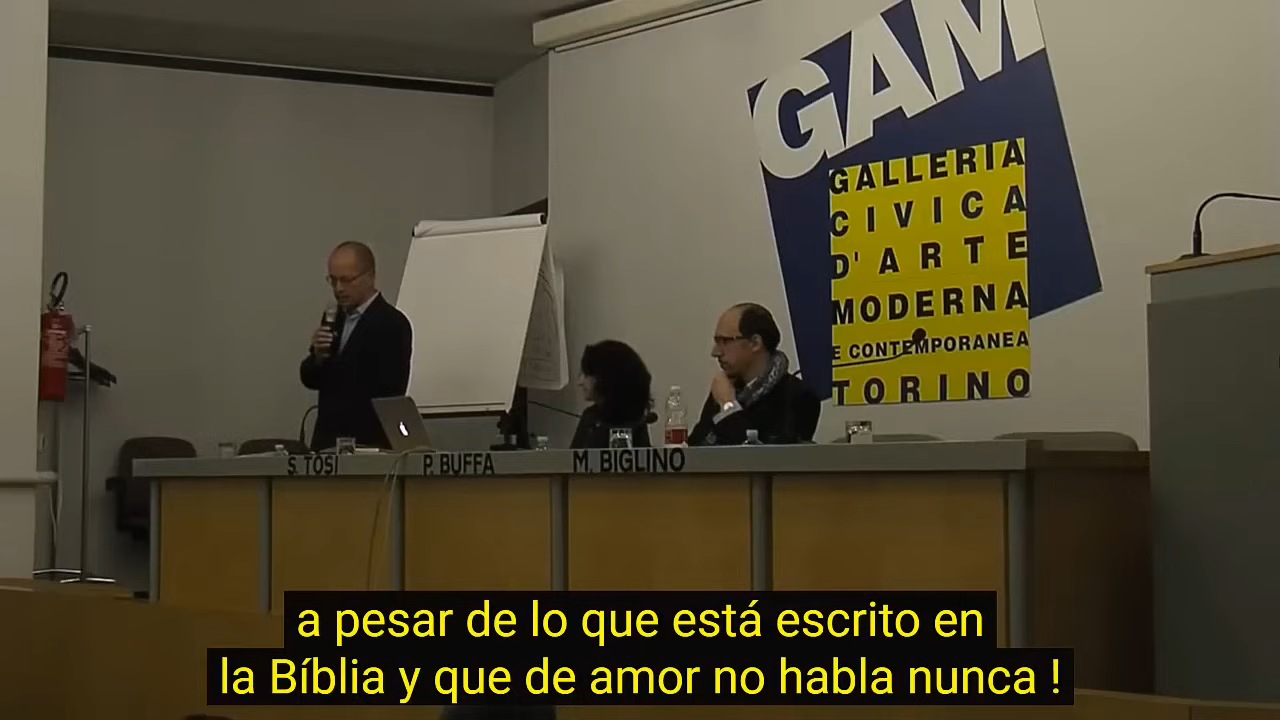 GAM
GALLERIA
CIVICA
D'ARTE
MODERNA
E CONTEMPORANEA
TORINO
S. TOSI
P. BUFFA
M. BIGLINO
a pesar de lo que está escrito en
la Bíblia y que de amor no habla nunca !